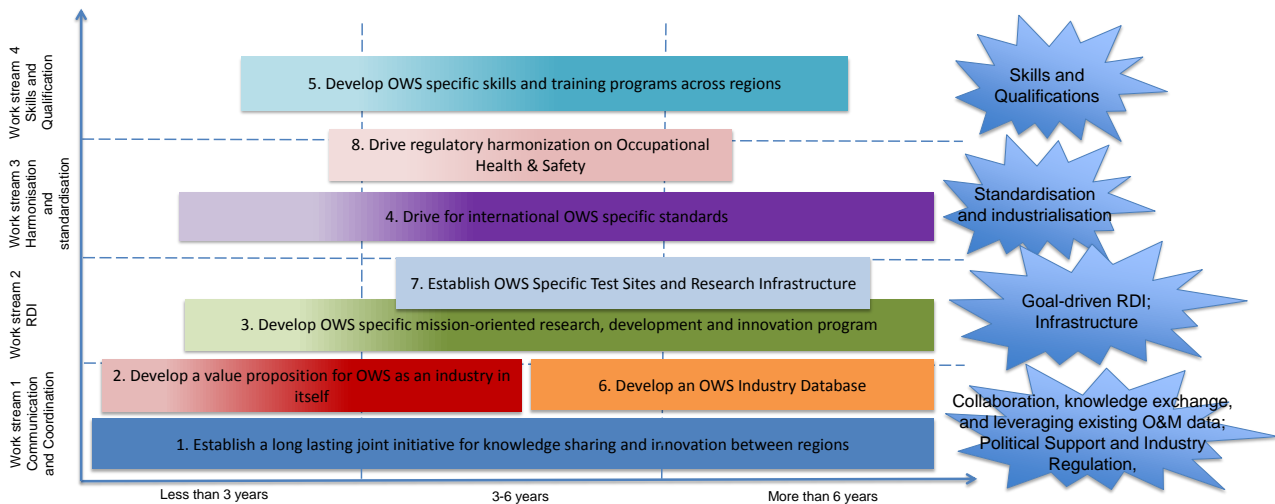 Work stream 4
Skills and
Qualification
5. Develop OWS specific skills and training programs across regions
Skills and
Qualifications
Work stream 3
Harmonisation
and
standardisation
8. Drive regulatory harmonization on Occupational
Health & Safety
4. Drive for international OWS specific standards
Standardisation
and industrialisation
Work stream 2
RDI
7. Establish OWS Specific Test Sites and Research Infrastructure
3. Develop OWS specific mission-oriented research, development and innovation program
Goal-driven RDI;
Infrastructure
Work stream 1
Communication
and Coordination
2. Develop a value proposition for OWS as an industry in
itself
6. Develop an OWS Industry Database
1. Establish a long lasting joint initiative for knowledge sharing and innovation between regions
Collaboration, knowledge exchange,
and leveraging existing O&M data;
Political Support and Industry
Regulation,
Less than 3 years
3-6 years
More than 6 years